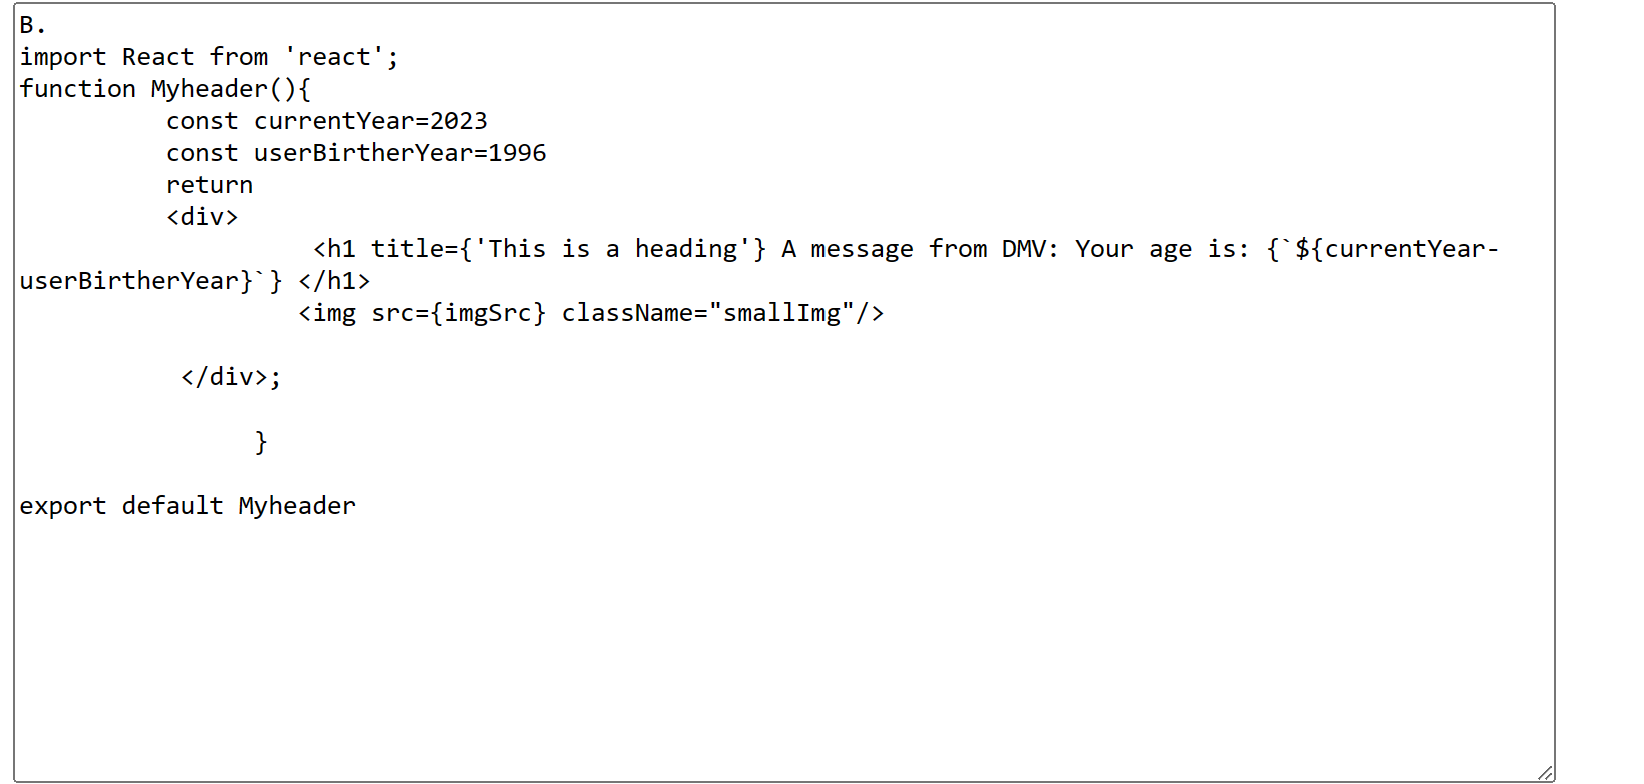 B.
import React from 'react';
function Myheader(){
const currentYear=2023
const userBirtherYear=1996
return
<div>
<h1 title={'This is a heading'} A message from DMV: Your age is: {`${currentYear-
userBirtherYear}`} </h1>
<img src={imgSrc} className="smallImg"/>
</div>;
}
export default Myheader